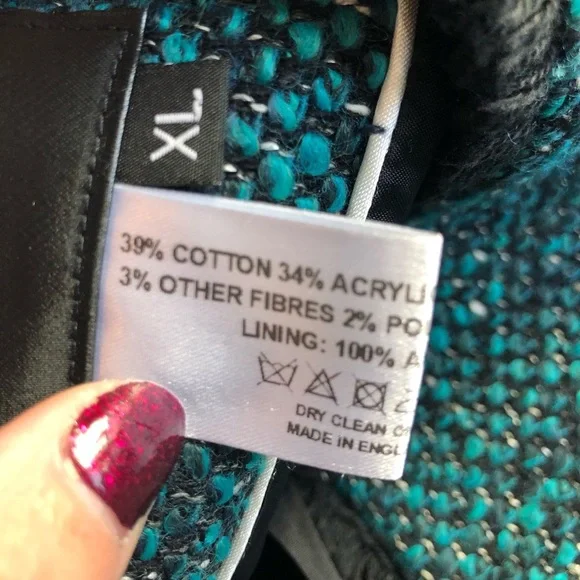 XL
39% COTTON 34% ACRYLI
3% OTHER FIBRES 2% PO
LINING: 100% A
DRY CLEAN
MADE IN ENGL